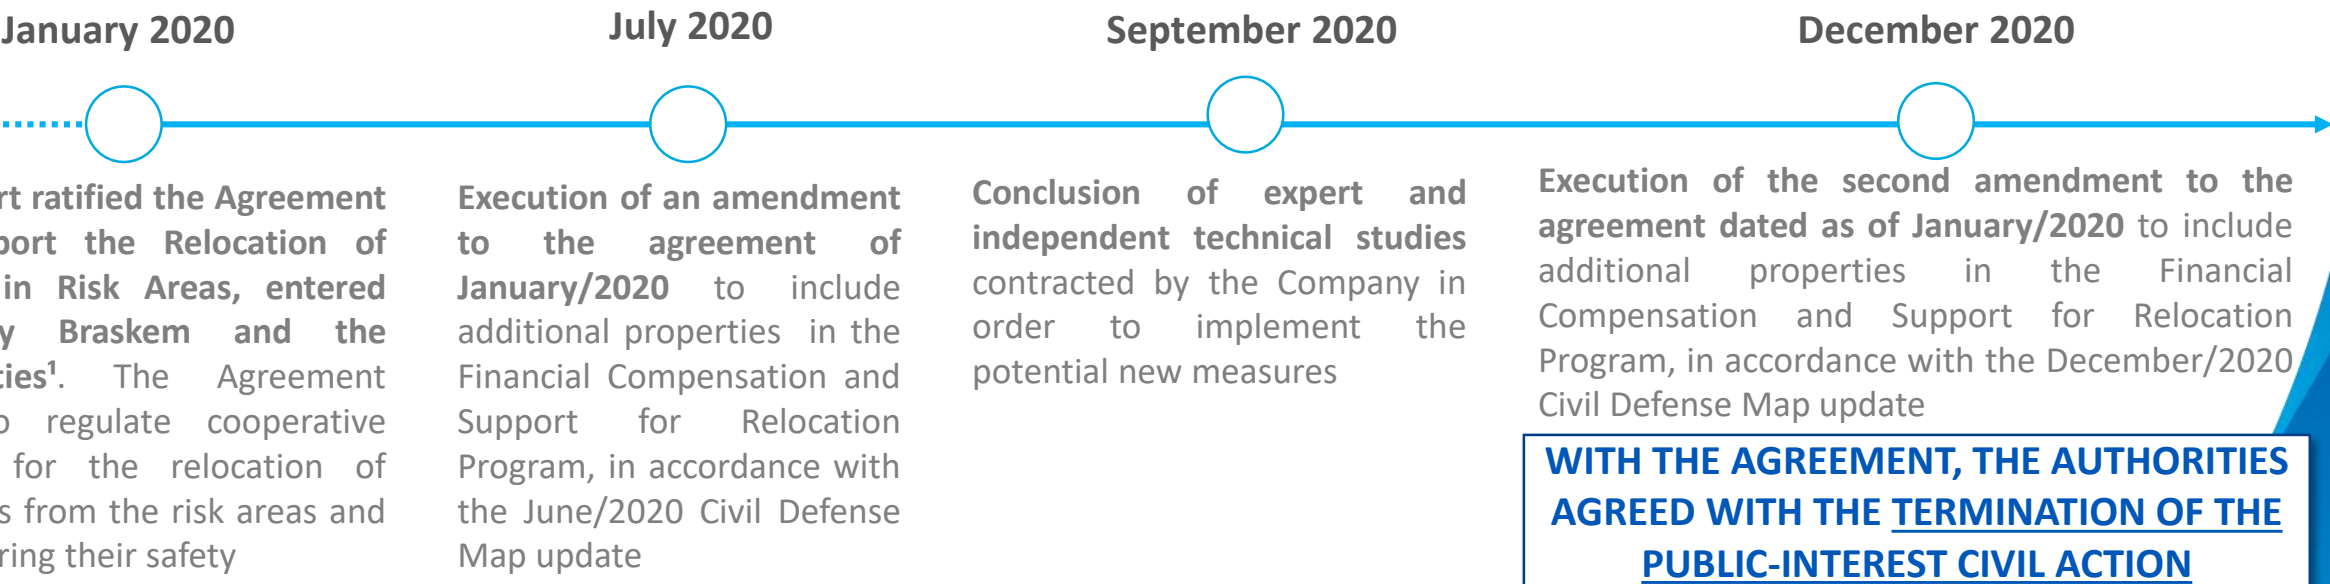 January 2020
ratified the Agreement
the Relocation of
in Risk Areas, entered
Braskem and the
¹. The Agreement
regulate cooperative
for the relocation of
from the risk areas and
their safety
July 2020
Execution of an amendment
to the agreement of
January/2020 to include
additional properties in the
Financial Compensation and
Support for Relocation
Program, in accordance with
the June/2020 Civil Defense
Map update
September 2020
Conclusion of expert and
independent technical studies
contracted by the Company in
order to implement the
potential new measures
December 2020
Execution of the second amendment to the
agreement dated as of January/2020 to include
additional properties in the Financial
Compensation and Support for Relocation
Program, in accordance with the December/2020
Civil Defense Map update
WITH THE AGREEMENT, THE AUTHORITIES
AGREED WITH THE TERMINATION OF THE
PUBLIC-INTEREST CIVIL ACTION